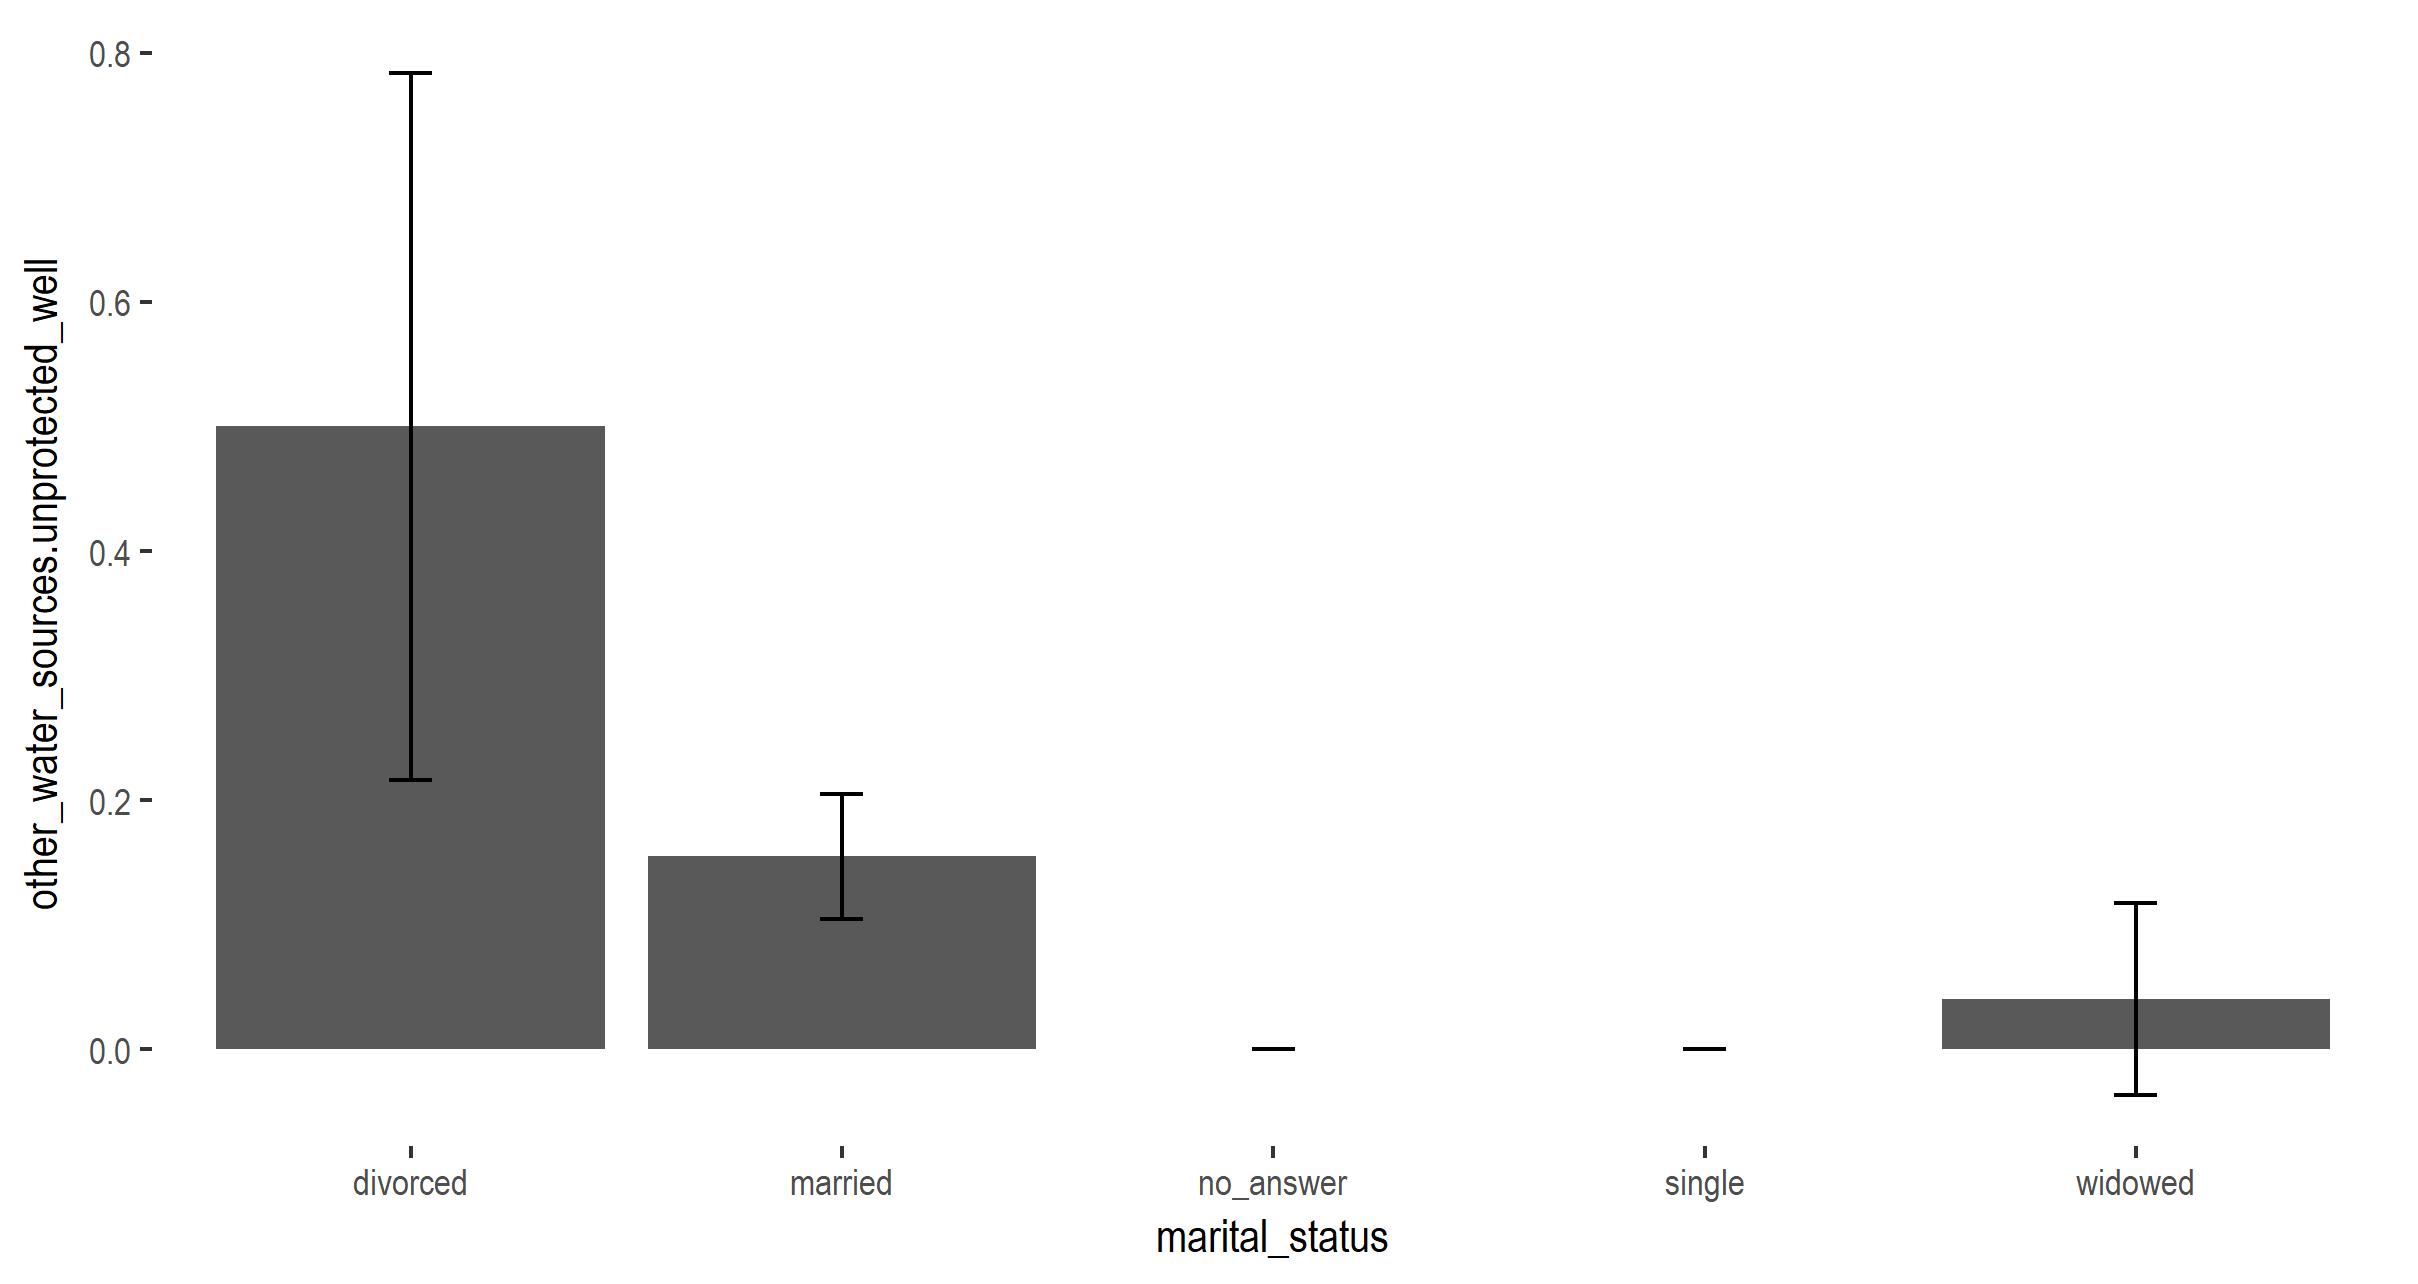 other_water_sources.unprotected_well
0.8
0.6
0.4
0.2
0.0
divorced
married
no_answer
single
widowed
marital_status